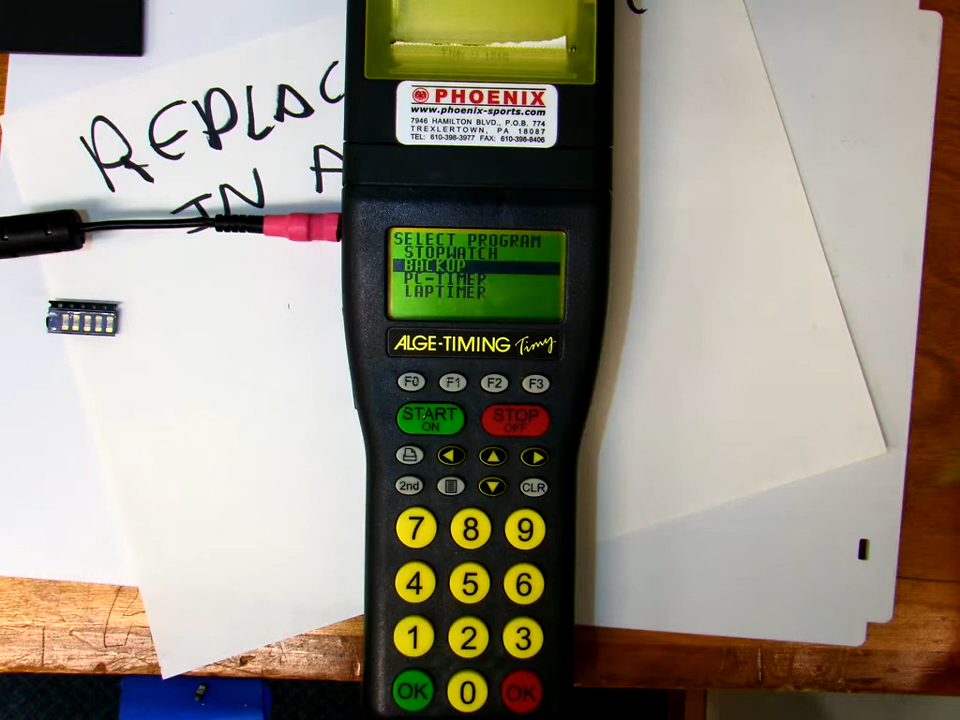 REPLAC
IN A
PHOENIX
www.phoenix-sports.com
7946 HAMILTON BLVD., P.O. BB 774
TREXLERTOWN, PA 18087
TEL: 610-398-3977 FAX: 610-398-8406
SELECT PROGRAM
STOPWATCH
BACKUP
PC-TIMER
LAPTIMER
ALGE-TIMING Timy
F0 F1 F2 F3
START STOP
ON OFF
2nd CLR
7 8 9
4 5 6
1 2 3
OK 0 OK